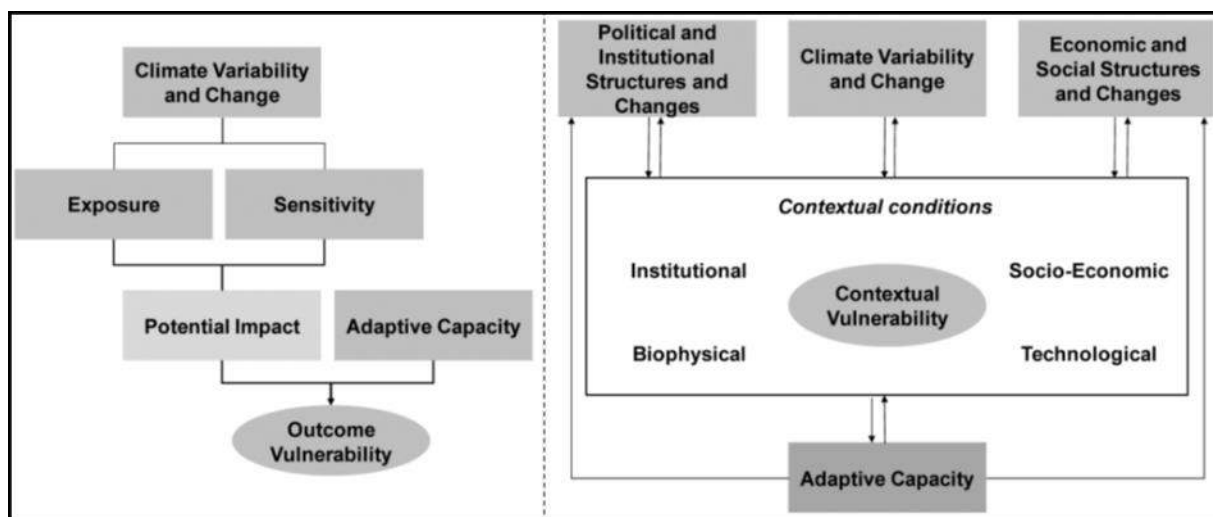 Climate Variability
and Change
Exposure
Sensitivity
Potential Impact
Adaptive Capacity
Outcome
Vulnerability
Political and
Institutional
Structures and
Changes
Climate Variability
and Change
Economic and
Social Structures
and Changes
Contextual conditions
Institutional
Socio-Economic
Contextual
Vulnerability
Biophysical
Technological
Adaptive Capacity